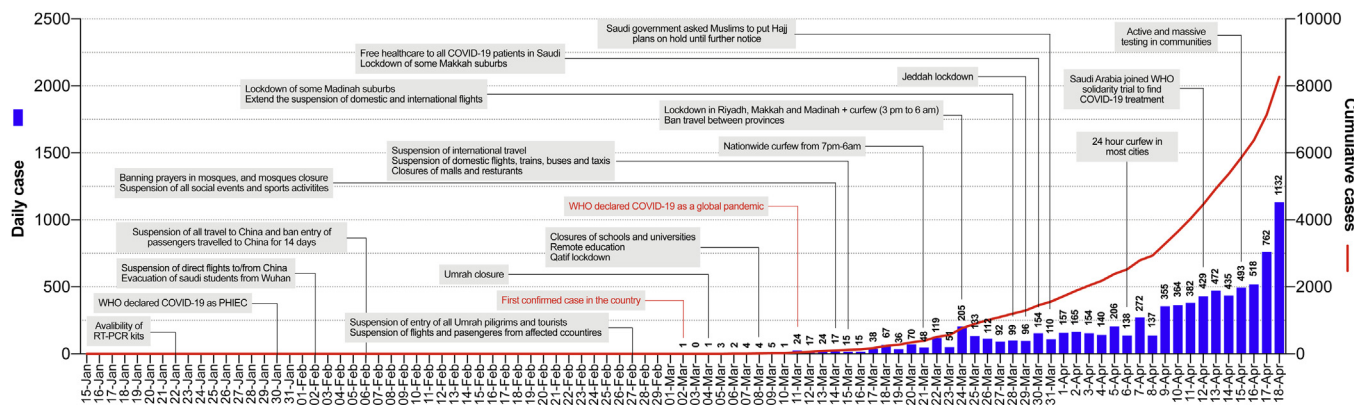 2500
2000
1500
1000
500
0
Daily case
10000
8000
6000
4000
2000
0
Cumulative cases
Saudi government asked Muslims to put Hajj
plans on hold until further notice
Active and massive
testing in communities
Free healthcare to all COVID-19 patients in Saudi
Lockdown of some Makkah suburbs
Jeddah lockdown
Saudi Arabia joined WHO
solidarity trial to find
COVID-19 treatment
Lockdown of some Madinah suburbs
Extend the suspension of domestic and international flights
Lockdown in Riyadh, Makkah and Madinah + curfew (3 pm to 6 am)
Ban travel between provinces
24 hour curfew in
most cities
Nationwide curfew from 7pm-6am
Suspension of international travel
Suspension of domestic flights, trains, buses and taxis
Closures of malls and resturants
Banning prayers in mosques, and mosques closure
Suspension of all social events and sports activitites
WHO declared COVID-19 as a global pandemic
Suspension of all travel to China and ban entry of
passengers travelled to China for 14 days
Closures of schools and universities
Remote education
Qatif lockdown
Suspension of direct flights to/from China
Evacuation of saudi students from Wuhan
Umrah closure
WHO declared COVID-19 as PHIEC
First confirmed case in the country
Avalibility of
RT-PCR kits
Suspension of entry of all Umrah piligrims and tourists
Suspension of flights and pasengeres from affected ccountires
1
0
1
3
2
4
4
5
1
24
17
24
17
15
15
38
67
36
70
48
119
51
205
133
112
92
99
96
154
110
157
165
154
140
206
138
272
137
355
364
382
429
472
435
493
518
762
1132
15-Jan
16-Jan
17-Jan
18-Jan
19-Jan
20-Jan
21-Jan
22-Jan
23-Jan
24-Jan
25-Jan
26-Jan
27-Jan
28-Jan
29-Jan
30-Jan
31-Jan
01-Feb
02-Feb
03-Feb
04-Feb
05-Feb
06-Feb
07-Feb
08-Feb
09-Feb
10-Feb
11-Feb
12-Feb
13-Feb
14-Feb
15-Feb
16-Feb
17-Feb
18-Feb
19-Feb
20-Feb
21-Feb
22-Feb
23-Feb
24-Feb
25-Feb
26-Feb
27-Feb
28-Feb
29-Feb
01-Mar
02-Mar
03-Mar
04-Mar
05-Mar
06-Mar
07-Mar
08-Mar
09-Mar
10-Mar
11-Mar
12-Mar
13-Mar
14-Mar
15-Mar
16-Mar
17-Mar
18-Mar
19-Mar
20-Mar
21-Mar
22-Mar
23-Mar
24-Mar
25-Mar
26-Mar
27-Mar
28-Mar
29-Mar
30-Mar
31-Mar
1-Apr
2-Apr
3-Apr
4-Apr
5-Apr
6-Apr
7-Apr
8-Apr
9-Apr
10-Apr
11-Apr
12-Apr
13-Apr
14-Apr
15-Apr
16-Apr
17-Apr
18-Apr